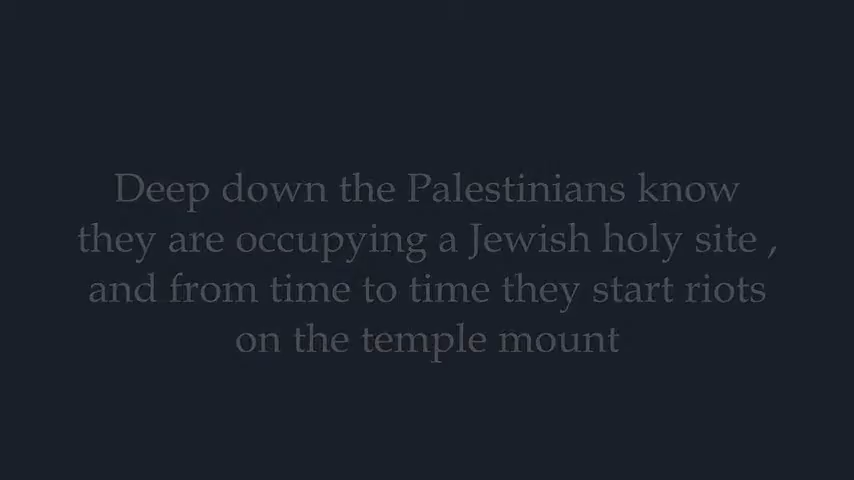 Deep down the Palestinians know
they are occupying a Jewish holy site ,
and from time to time they start riots
on the temple mount